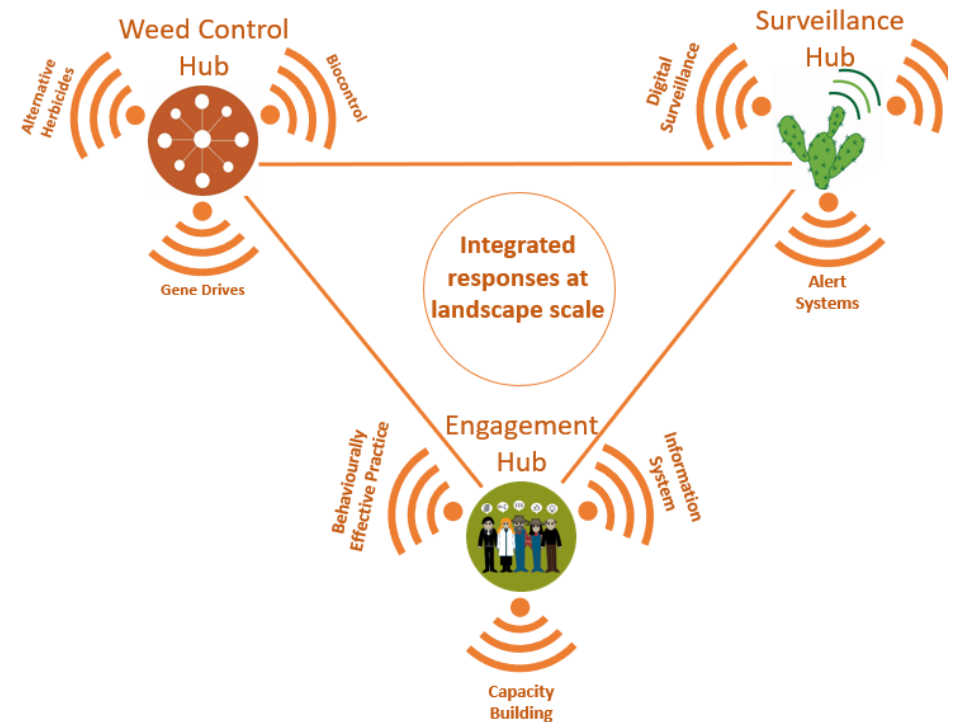 Weed Control
Hub
Surveillance
Hub
Alternative
Herbicides
Biocontrol
Digital
Surveillance
Gene Drives
Alert
Systems
Integrated
responses at
landscape scale
Engagement
Hub
Behaviourally
Effective Practice
Information
System
Capacity
Building